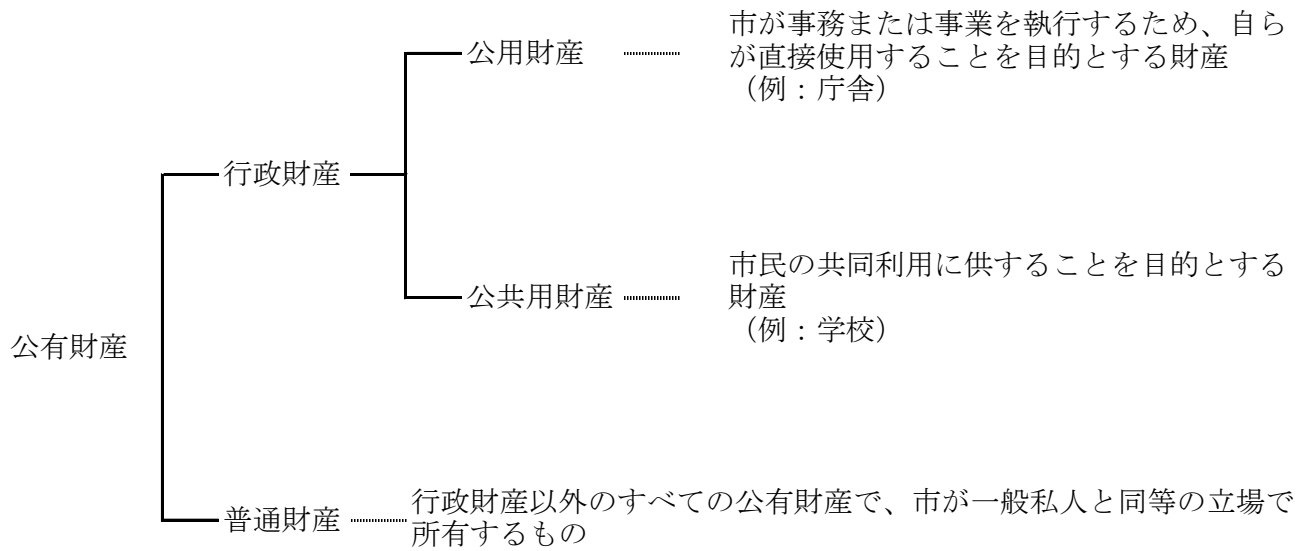 公用財産
市が事務または事業を執行するため、自ら
が直接使用することを目的とする財産
（例：庁舎）
行政財産
公共用財産
市民の共同利用に供することを目的とする
財産
（例：学校）
公有財産
普通財産
行政財産以外のすべての公有財産で、市が一般私人と同等の立場で
所有するもの